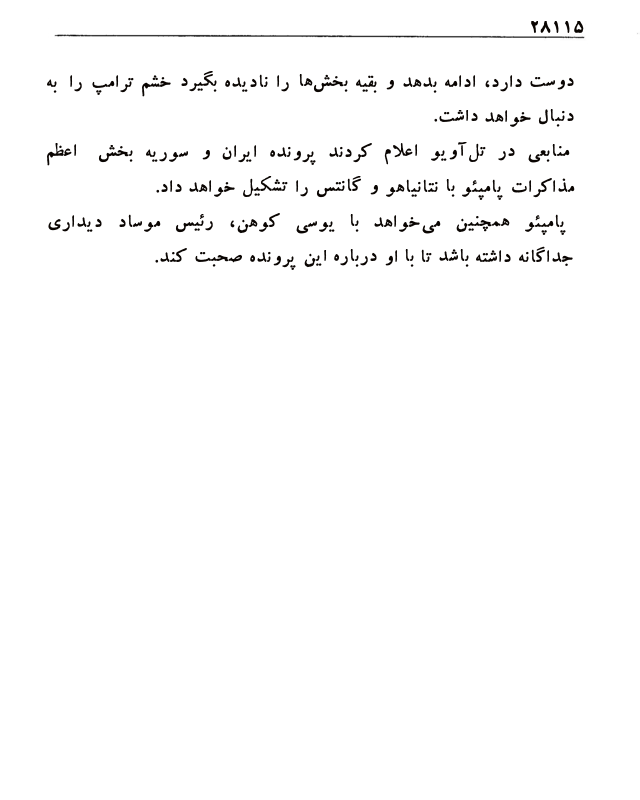 ۲۸۱۱۵
دوست دارد، ادامه بدهد و بقیه بخش‌ها را نادیده بگیرد خشم ترامپ را به
دنبال خواهد داشت.
منابعی در تل‌آویو اعلام کردند پرونده ایران و سوریه بخش اعظم
مذاکرات پامپئو با نتانیاهو و گانتس را تشکیل خواهد داد.
پامپئو همچنین می‌خواهد با یوسی کوهن، رئیس موساد دیداری
جداگانه داشته باشد تا با او درباره این پرونده صحبت کند.